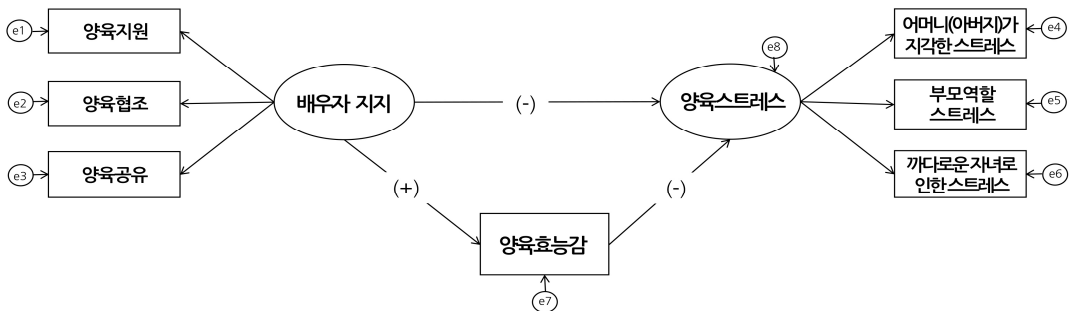 e1
양육지원
e2
양육협조
e3
양육공유
배우자 지지
(-)
(+)
양육효능감
e7
(-)
e8
양육스트레스
어머니(아버지)가
지각한 스트레스
e4
부모역할
스트레스
e5
까다로운 자녀로
인한 스트레스
e6